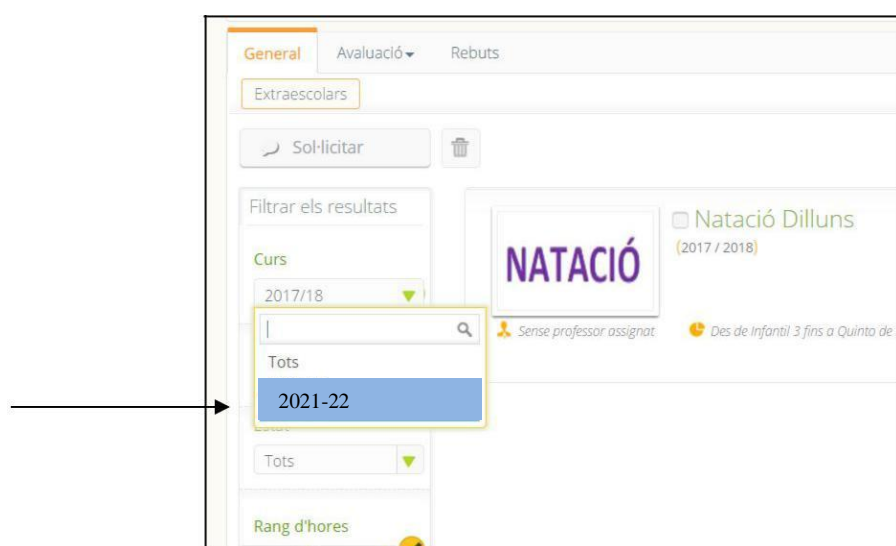 General Avaluació Rebuts
Extraescolars
Sol·licitar
Filtrar els resultats
Curs
2017/18
Tots
2021-22
Tots
Rang d'hores
NATACIÓ
Natació Dilluns
(2017 / 2018)
Sense professor assignat
Des de Infantil 3 fins a Quinto de